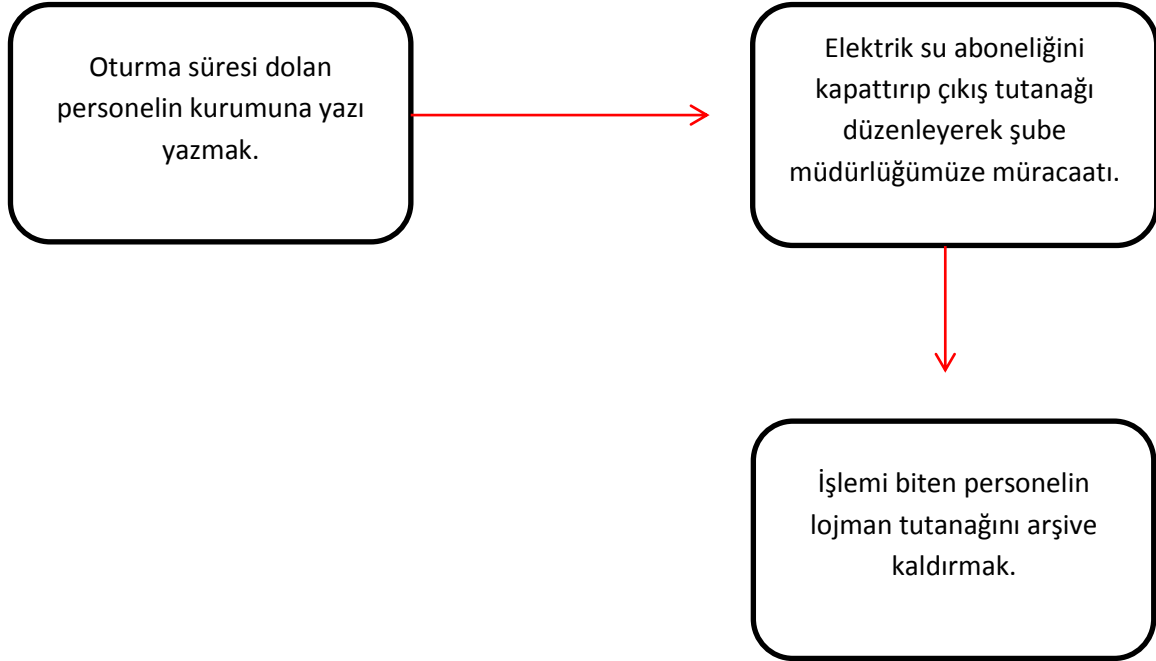 Oturma süresi dolan
personelin kurumuna yazı
yazmak.
Elektrik su aboneliğini
kapattırıp çıkış tutanağı
düzenleyerek şube
müdürlüğümüze müracaatı.
İşlemi biten personelin
lojman tutanağını arşive
kaldırmak.